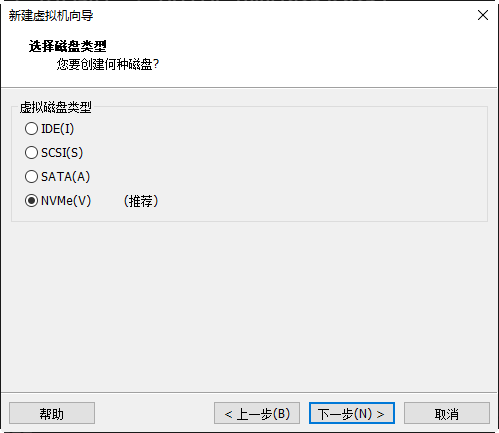 新建虚拟机向导
选择磁盘类型
您要创建何种磁盘?
虚拟磁盘类型
IDE(I)
SCSI(S)
SATA(A)
NVMe(V) （推荐）
帮助 < 上一步(B) 下一步(N) > 取消